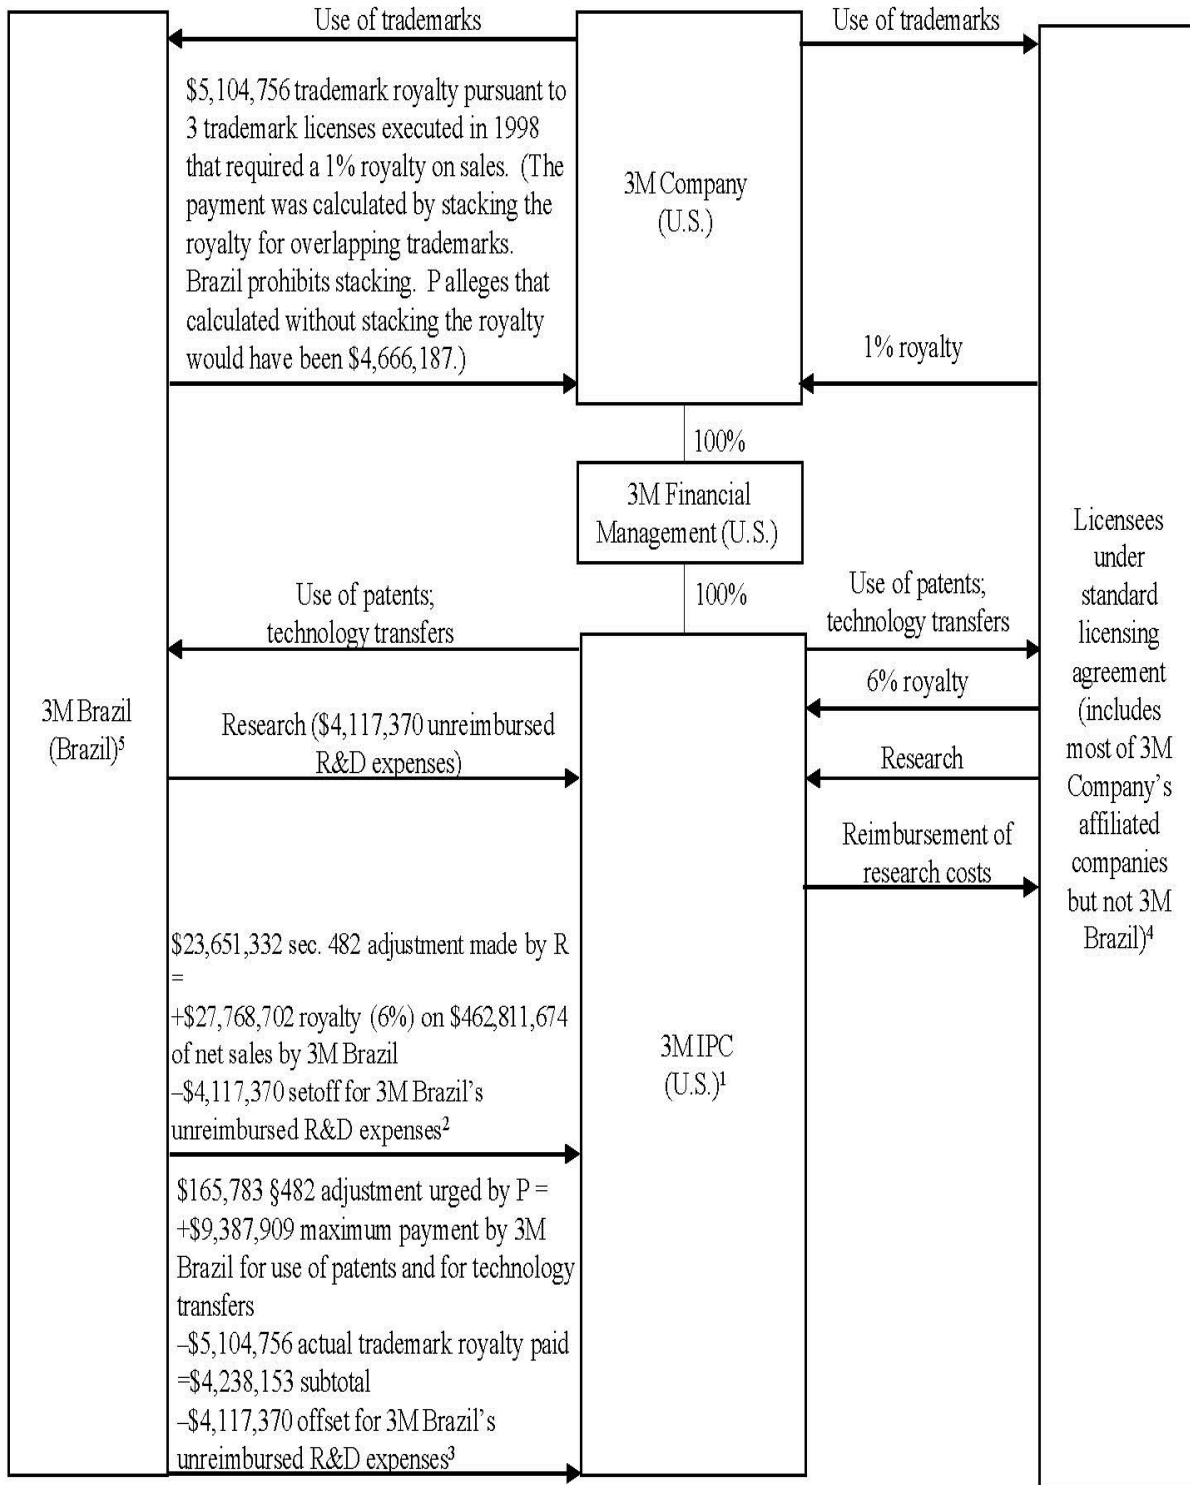 Use of trademarks
Use of trademarks
$5,104,756 trademark royalty pursuant to
3 trademark licenses executed in 1998
that required a 1% royalty on sales. (The
payment was calculated by stacking the
royalty for overlapping trademarks.
Brazil prohibits stacking. P alleges that
calculated without stacking the royalty
would have been $4,666,187.)
3M Company
(U.S.)
1% royalty
100%
3M Financial
Management (U.S.)
100%
Use of patents;
technology transfers
Use of patents;
technology transfers
6% royalty
3M Brazil
(Brazil)⁵
Research ($4,117,370 unreimbursed
R&D expenses)
Research
Reimbursement of
research costs
Licensees
under
standard
licensing
agreement
(includes
most of 3M
Company's
affiliated
companies
but not 3M
Brazil)⁴
$23,651,332 sec. 482 adjustment made by R
=
+$27,768,702 royalty (6%) on $462,811,674
of net sales by 3M Brazil
–$4,117,370 setoff for 3M Brazil's
unreimbursed R&D expenses²
3M IPC
(U.S.)¹
$165,783 §482 adjustment urged by P =
+$9,387,909 maximum payment by 3M
Brazil for use of patents and for technology
transfers
–$5,104,756 actual trademark royalty paid
=$4,238,153 subtotal
–$4,117,370 offset for 3M Brazil's
unreimbursed R&D expenses³